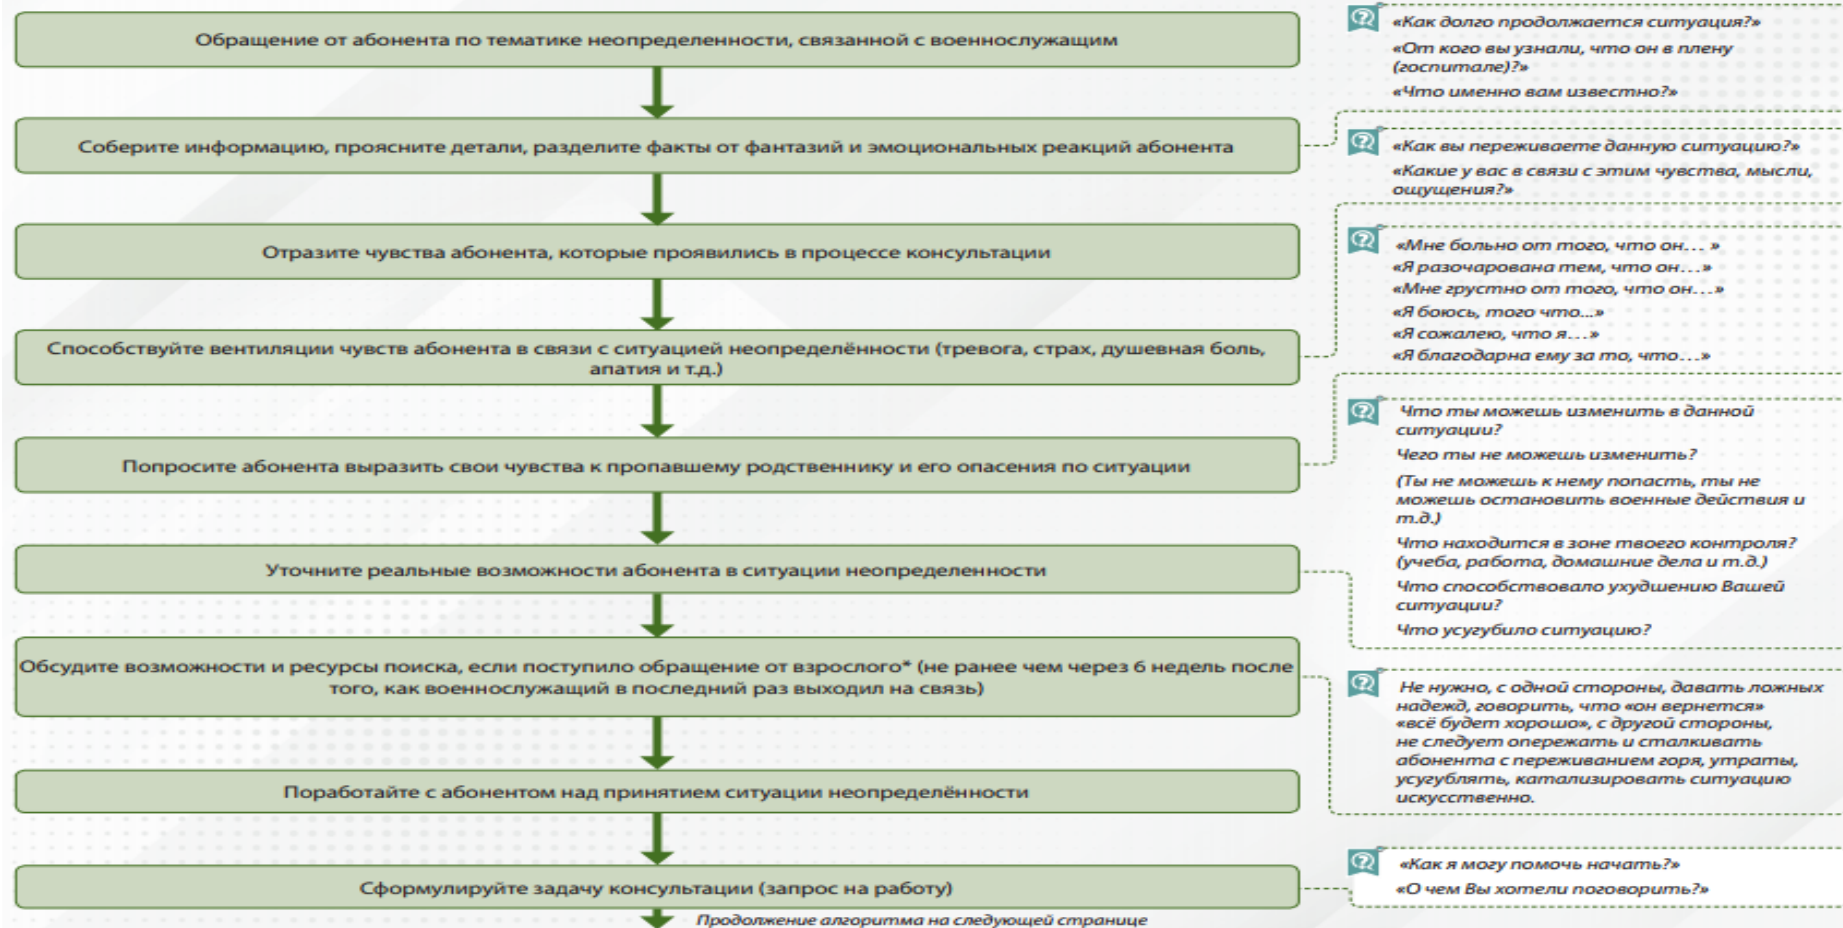 Обращение от абонента по тематике неопределенности, связанной с военнослужащим
Соберите информацию, проясните детали, разделите факты от фантазий и эмоциональных реакций абонента
Отразите чувства абонента, которые проявились в процессе консультации
Способствуйте вентиляции чувств абонента в связи с ситуацией неопределённости (тревога, страх, душевная боль,
апатия и т.д.)
Попросите абонента выразить свои чувства к пропавшему родственнику и его опасения по ситуации
Уточните реальные возможности абонента в ситуации неопределенности
Обсудите возможности и ресурсы поиска, если поступило обращение от взрослого* (не ранее чем через 6 недель после
того, как военнослужащий в последний раз выходил на связь)
Поработайте с абонентом над принятием ситуации неопределённости
Сформулируйте задачу консультации (запрос на работу)
Продолжение алгоритма на следующей странице
«Как долго продолжается ситуация?»
«От кого вы узнали, что он в плену
(госпитале)?»
«Что именно вам известно?»
«Как вы переживаете данную ситуацию?»
«Какие у вас в связи с этим чувства, мысли,
ощущения?»
«Мне больно от того, что он... »
«Я разочарована тем, что он…»
«Мне грустно от того, что он…»
«Я боюсь, того что...»
«Я сожалею, что я…»
«Я благодарна ему за то, что…»
Что ты можешь изменить в данной
ситуации?
Чего ты не можешь изменить?
(Ты не можешь к нему попасть, ты не
можешь остановить военные действия и
т.д.)
Что находится в зоне твоего контроля?
(учеба, работа, домашние дела и т.д.)
Что способствовало ухудшению Вашей
ситуации?
Что усугубило ситуацию?
Не нужно, с одной стороны, давать ложных
надежд, говорить, что «он вернется»
«всё будет хорошо», с другой стороны,
не следует опережать и сталкивать
абонента с переживанием горя, утраты,
усугублять, катализировать ситуацию
искусственно.
«Как я могу помочь начать?»
«О чем Вы хотели поговорить?»